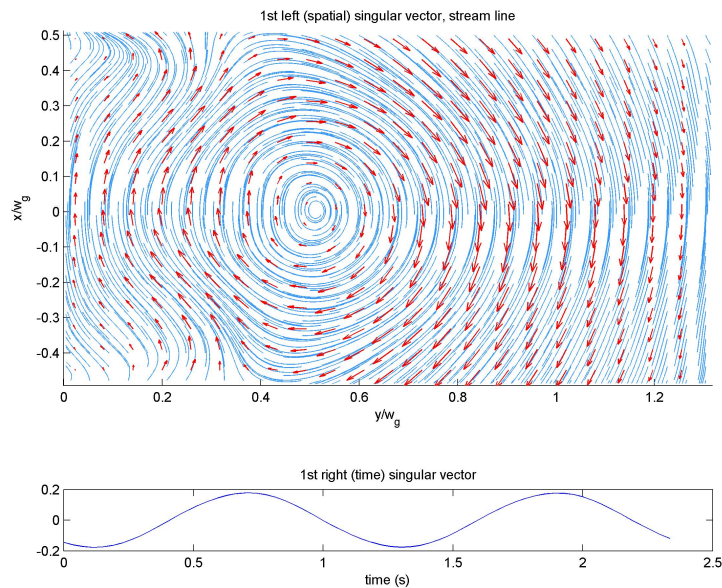 1st left (spatial) singular vector, stream line
0.5
0.4
0.3
0.2
0.1
0
-0.1
-0.2
-0.3
-0.4
x/wg
0 0.2 0.4 0.6 0.8 1 1.2
y/wg
1st right (time) singular vector
0.2
0
-0.2
0 0.5 1 1.5 2 2.5
time (s)